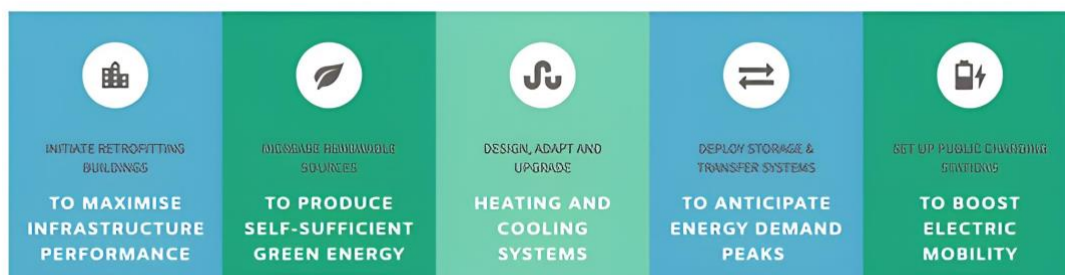 INITIATE RETROFITTING
BUILDINGS
TO MAXIMISE
INFRASTRUCTURE
PERFORMANCE
INCREASE RENEWABLE
SOURCES
TO PRODUCE
SELF-SUFFICIENT
GREEN ENERGY
DESIGN, ADAPT AND
UPGRADE
HEATING AND
COOLING
SYSTEMS
DEPLOY STORAGE &
TRANSFER SYSTEMS
TO ANTICIPATE
ENERGY DEMAND
PEAKS
SET UP PUBLIC CHARGING
STATIONS
TO BOOST
ELECTRIC
MOBILITY